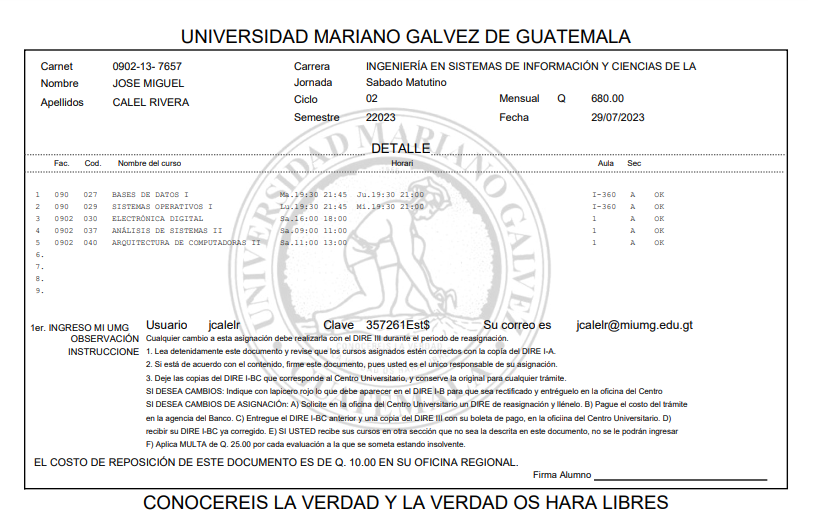 UNIVERSIDAD MARIANO GALVEZ DE GUATEMALA
Carnet 0902-13- 7657 Carrera INGENIERÍA EN SISTEMAS DE INFORMACIÓN Y CIENCIAS DE LA
Nombre JOSE MIGUEL Jornada Sabado Matutino
Apellidos CALEL RIVERA Ciclo 02 Mensual Q 680.00
Semestre 22023 Fecha 29/07/2023
DETALLE
Fac. Cod. Nombre del curso Horari Aula Sec
1 090 027 BASES DE DATOS I Ma.19:30 21:45 Ju.19:30 21:00 I-360 A OK
2 090 029 SISTEMAS OPERATIVOS I Lu.19:30 21:45 Mi.19:30 21:00 I-360 A OK
3 0902 030 ELECTRÓNICA DIGITAL Sa.16:00 18:00 1 A OK
4 0902 037 ANÁLISIS DE SISTEMAS II Sa.09:00 11:00 1 A OK
5 0902 040 ARQUITECTURA DE COMPUTADORAS II Sa.11:00 13:00 1 A OK
6.
7.
8.
9.
UNIVERSIDAD MARIANO GALVEZ
GUATEMALA
1er. INGRESO MI UMG Usuario jcalelr Clave 357261Est$ Su correo es jcalelr@miumg.edu.gt
OBSERVACIÓN Cualquier cambio a esta asignación debe realizarla con el DIRE III durante el periodo de reasignación.
INSTRUCCIONE 1. Lea detenidamente este documento y revise que los cursos asignados estén correctos con la copia del DIRE I-A.
2. Si está de acuerdo con el contenido, firme este documento, pues usted es el unico responsable de su asignación.
3. Deje las copias del DIRE I-BC que corresponde al Centro Universitario, y conserve la original para cualquier trámite.
SI DESEA CAMBIOS: Indique con lapicero rojo lo que debe aparecer en el DIRE I-B para que sea rectificado y entréguelo en la oficina del Centro
SI DESEA CAMBIOS DE ASIGNACIÓN: A) Solicite en la oficina del Centro Universitario un DIRE de reasignación y llénelo. B) Pague el costo del trámite
en la agencia del Banco. C) Entregue el DIRE I-BC anterior y una copia del DIRE III con su boleta de pago, en la oficiina del Centro Universitario. D)
recibir su DIRE I-BC ya corregido. E) SI USTED recibe sus cursos en otra sección que no sea la descrita en este documento, no se le podrán ingresar
F) Aplica MULTA de Q. 25.00 por cada evaluación a la que se someta estando insolvente.
EL COSTO DE REPOSICIÓN DE ESTE DOCUMENTO ES DE Q. 10.00 EN SU OFICINA REGIONAL.
Firma Alumno
CONOCEREIS LA VERDAD Y LA VERDAD OS HARA LIBRES